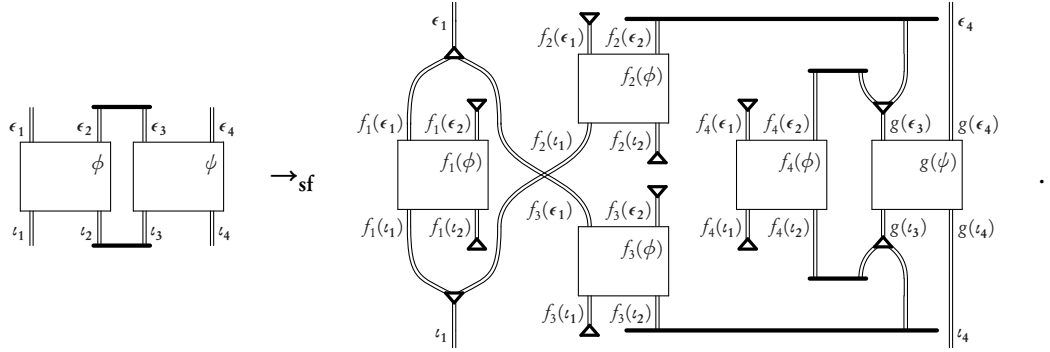 ϵ₁ ϵ₂ ϵ₃ ϵ₄
ϕ ψ
ι₁ ι₂ ι₃ ι₄
→sf
ϵ₁ f₂(ϵ₁) f₂(ϵ₂) ϵ₄
f₂(ϕ)
f₁(ϵ₁) f₁(ϵ₂) f₂(ι₁) f₂(ι₂) f₄(ϵ₁) f₄(ϵ₂) g(ϵ₃) g(ϵ₄)
f₁(ϕ) f₄(ϕ) g(ψ)
f₁(ι₁) f₁(ι₂) f₃(ϵ₁) f₃(ϵ₂) f₄(ι₁) f₄(ι₂) g(ι₃) g(ι₄)
f₃(ϕ)
ι₁ f₃(ι₁) f₃(ι₂) ι₄
.